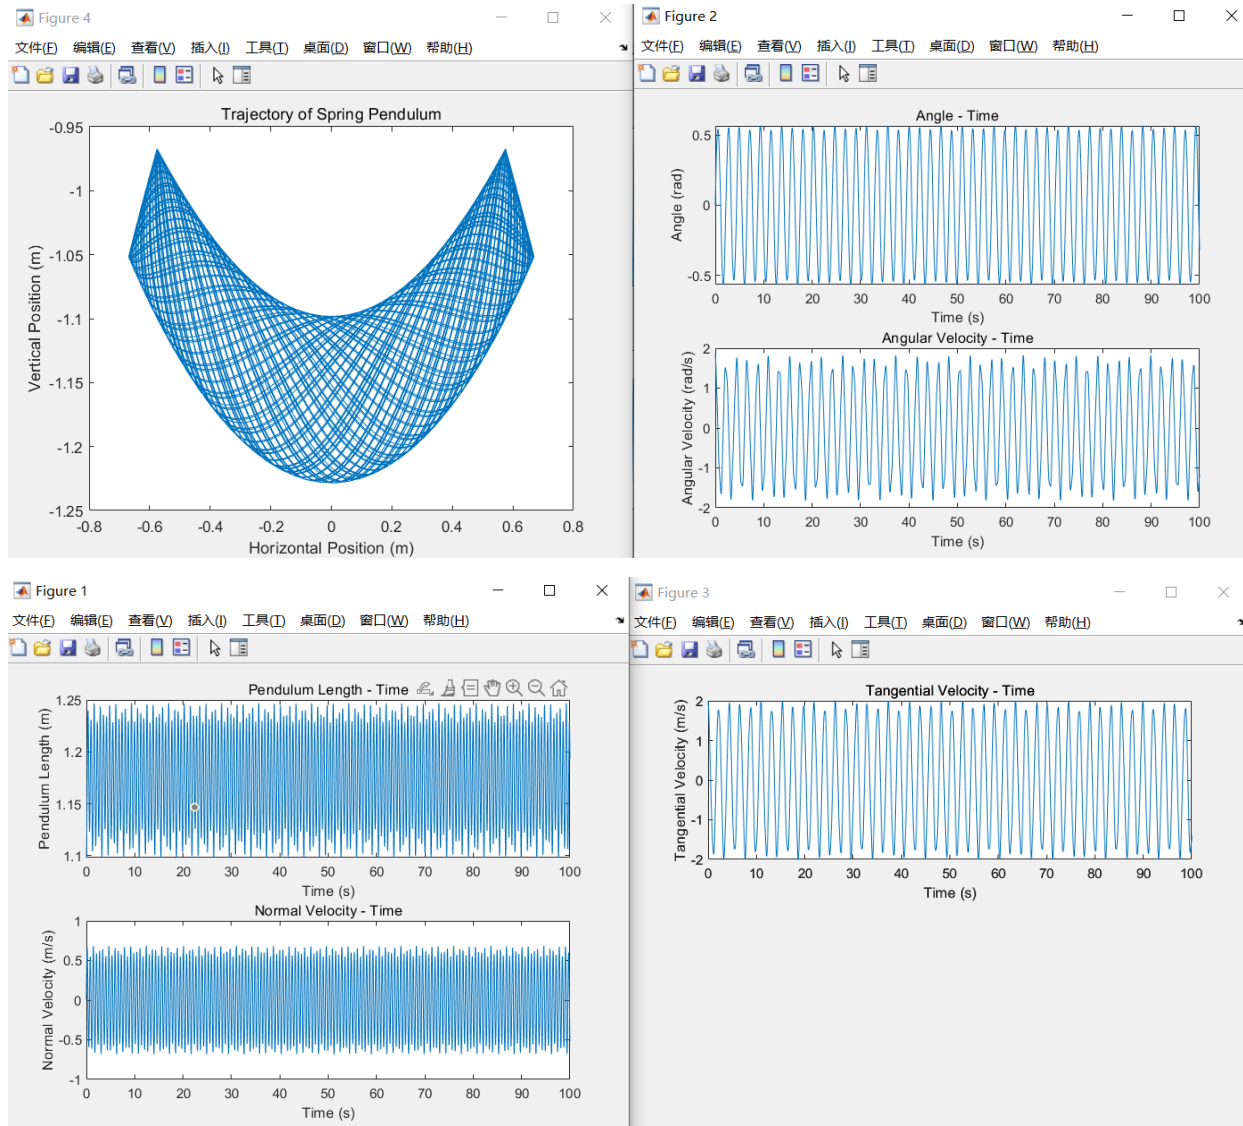 Figure 4
文件(F) 编辑(E) 查看(V) 插入(I) 工具(T) 桌面(D) 窗口(W) 帮助(H)
Trajectory of Spring Pendulum
-0.95
-1
-1.05
-1.1
-1.15
-1.2
-1.25
Vertical Position (m)
-0.8 -0.6 -0.4 -0.2 0 0.2 0.4 0.6 0.8
Horizontal Position (m)
Figure 2
文件(F) 编辑(E) 查看(V) 插入(I) 工具(T) 桌面(D) 窗口(W) 帮助(H)
Angle - Time
0.5
0
-0.5
Angle (rad)
0 10 20 30 40 50 60 70 80 90 100
Time (s)
Angular Velocity - Time
2
1
0
-1
-2
Angular Velocity (rad/s)
0 10 20 30 40 50 60 70 80 90 100
Time (s)
Figure 1
文件(F) 编辑(E) 查看(V) 插入(I) 工具(T) 桌面(D) 窗口(W) 帮助(H)
Pendulum Length - Time
1.25
1.2
1.15
1.1
Pendulum Length (m)
0 10 20 30 40 50 60 70 80 90 100
Time (s)
Normal Velocity - Time
1
0.5
0
-0.5
-1
Normal Velocity (m/s)
0 10 20 30 40 50 60 70 80 90 100
Time (s)
Figure 3
文件(F) 编辑(E) 查看(V) 插入(I) 工具(T) 桌面(D) 窗口(W) 帮助(H)
Tangential Velocity - Time
2
1
0
-1
-2
Tangential Velocity (m/s)
0 10 20 30 40 50 60 70 80 90 100
Time (s)